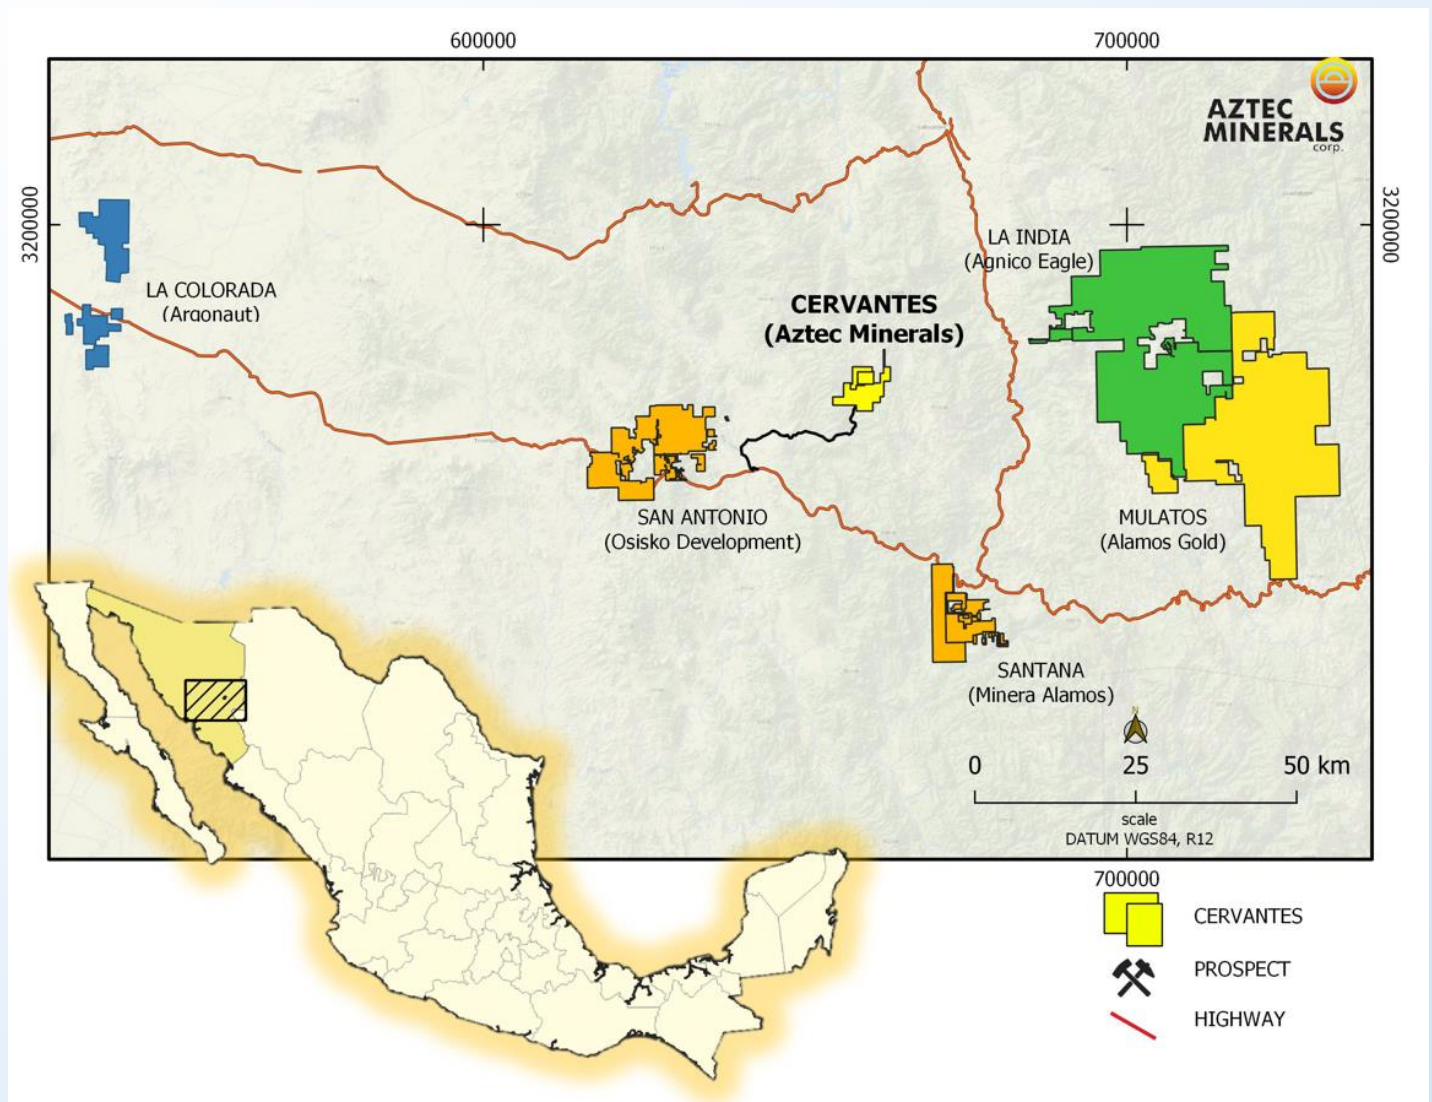 600000
700000
AZTEC
MINERALS
corp.
3200000
3200000
LA INDIA
(Agnico Eagle)
LA COLORADA
(Argonaut)
CERVANTES
(Aztec Minerals)
SAN ANTONIO
(Osisko Development)
MULATOS
(Alamos Gold)
SANTANA
(Minera Alamos)
N
0 25 50 km
scale
DATUM WGS84, R12
700000
CERVANTES
PROSPECT
HIGHWAY